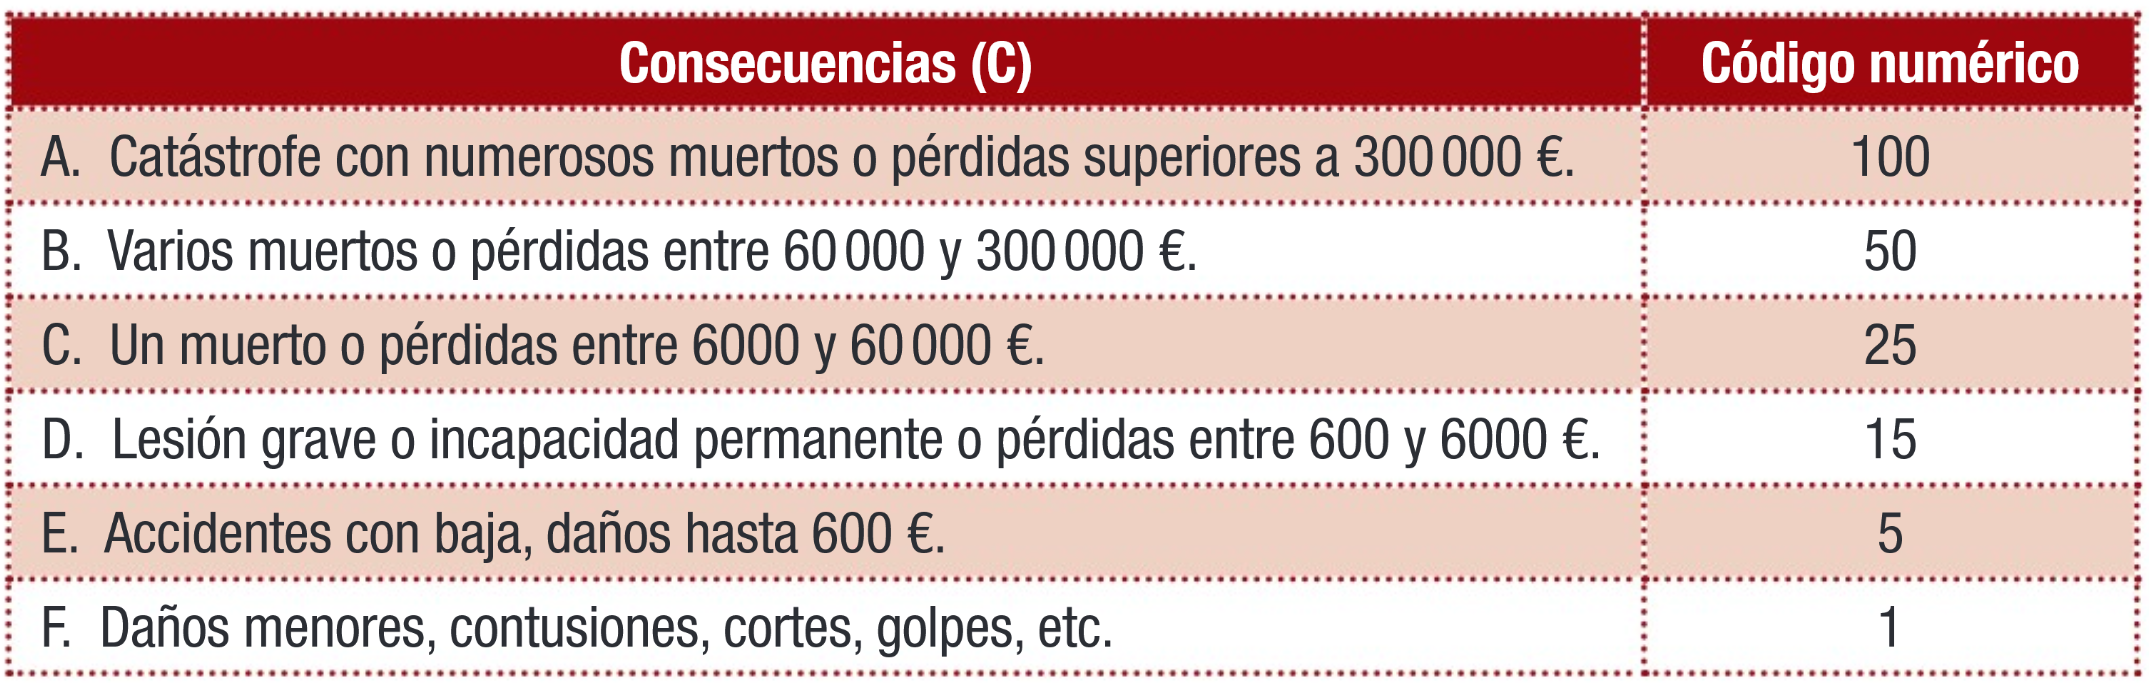 Consecuencias (C) Código numérico
A. Catástrofe con numerosos muertos o pérdidas superiores a 300 000 €. 100
B. Varios muertos o pérdidas entre 60 000 y 300 000 €. 50
C. Un muerto o pérdidas entre 6000 y 60 000 €. 25
D. Lesión grave o incapacidad permanente o pérdidas entre 600 y 6000 €. 15
E. Accidentes con baja, daños hasta 600 €. 5
F. Daños menores, contusiones, cortes, golpes, etc. 1